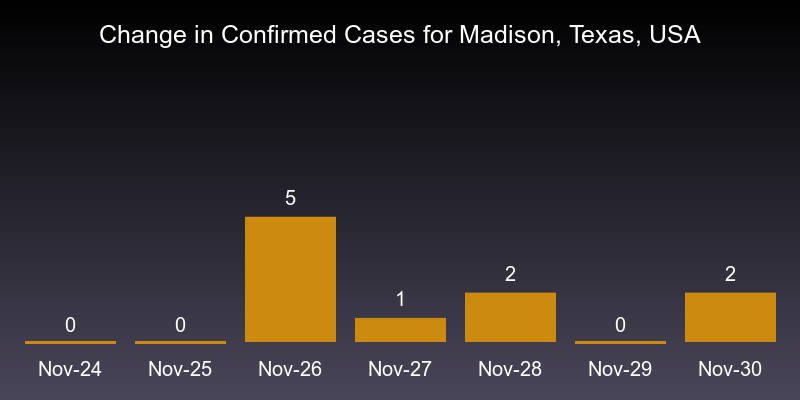 Change in Confirmed Cases for Madison, Texas, USA
5
2
2
1
0
0
0
Nov-24
Nov-25
Nov-26
Nov-27
Nov-28
Nov-29
Nov-30